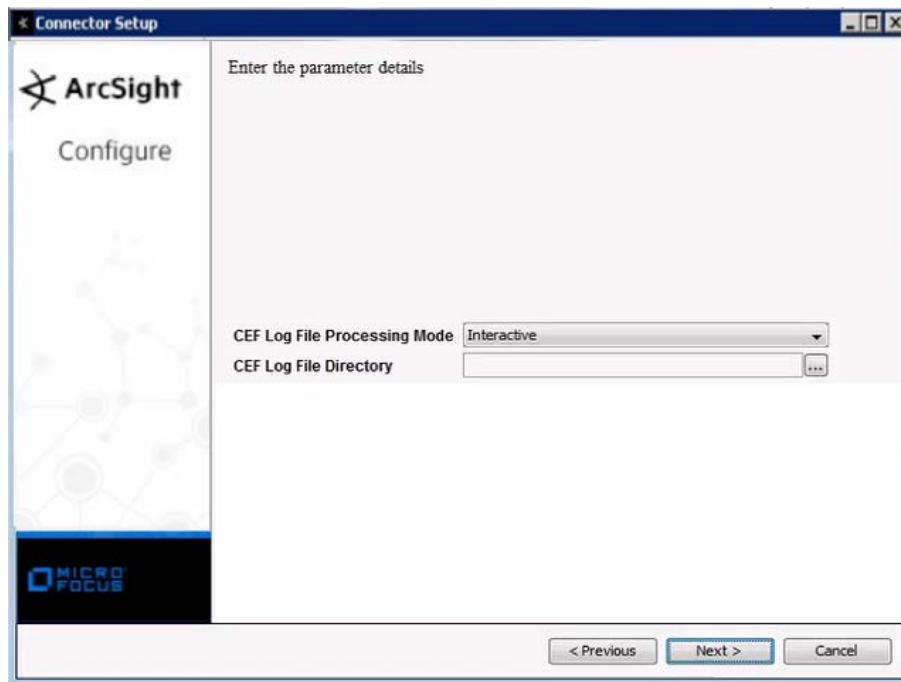 Connector Setup
ArcSight
Configure
Enter the parameter details
CEF Log File Processing Mode Interactive
CEF Log File Directory ...
MICRO
FOCUS
< Previous Next > Cancel